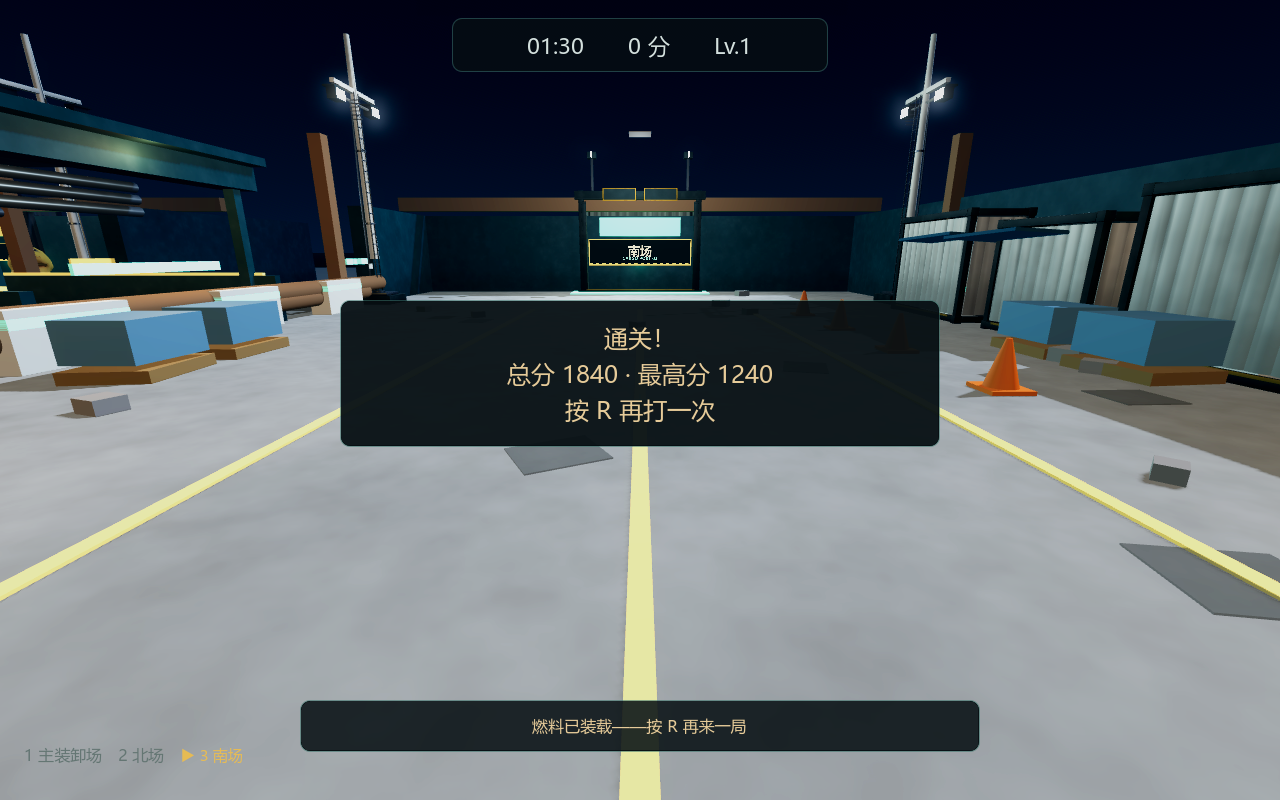 01:30 0 分 Lv.1
南场
通关!
总分 1840 · 最高分 1240
按 R 再打一次
燃料已装载——按 R 再来一局
1 主装卸场 2 北场 ▶ 3 南场